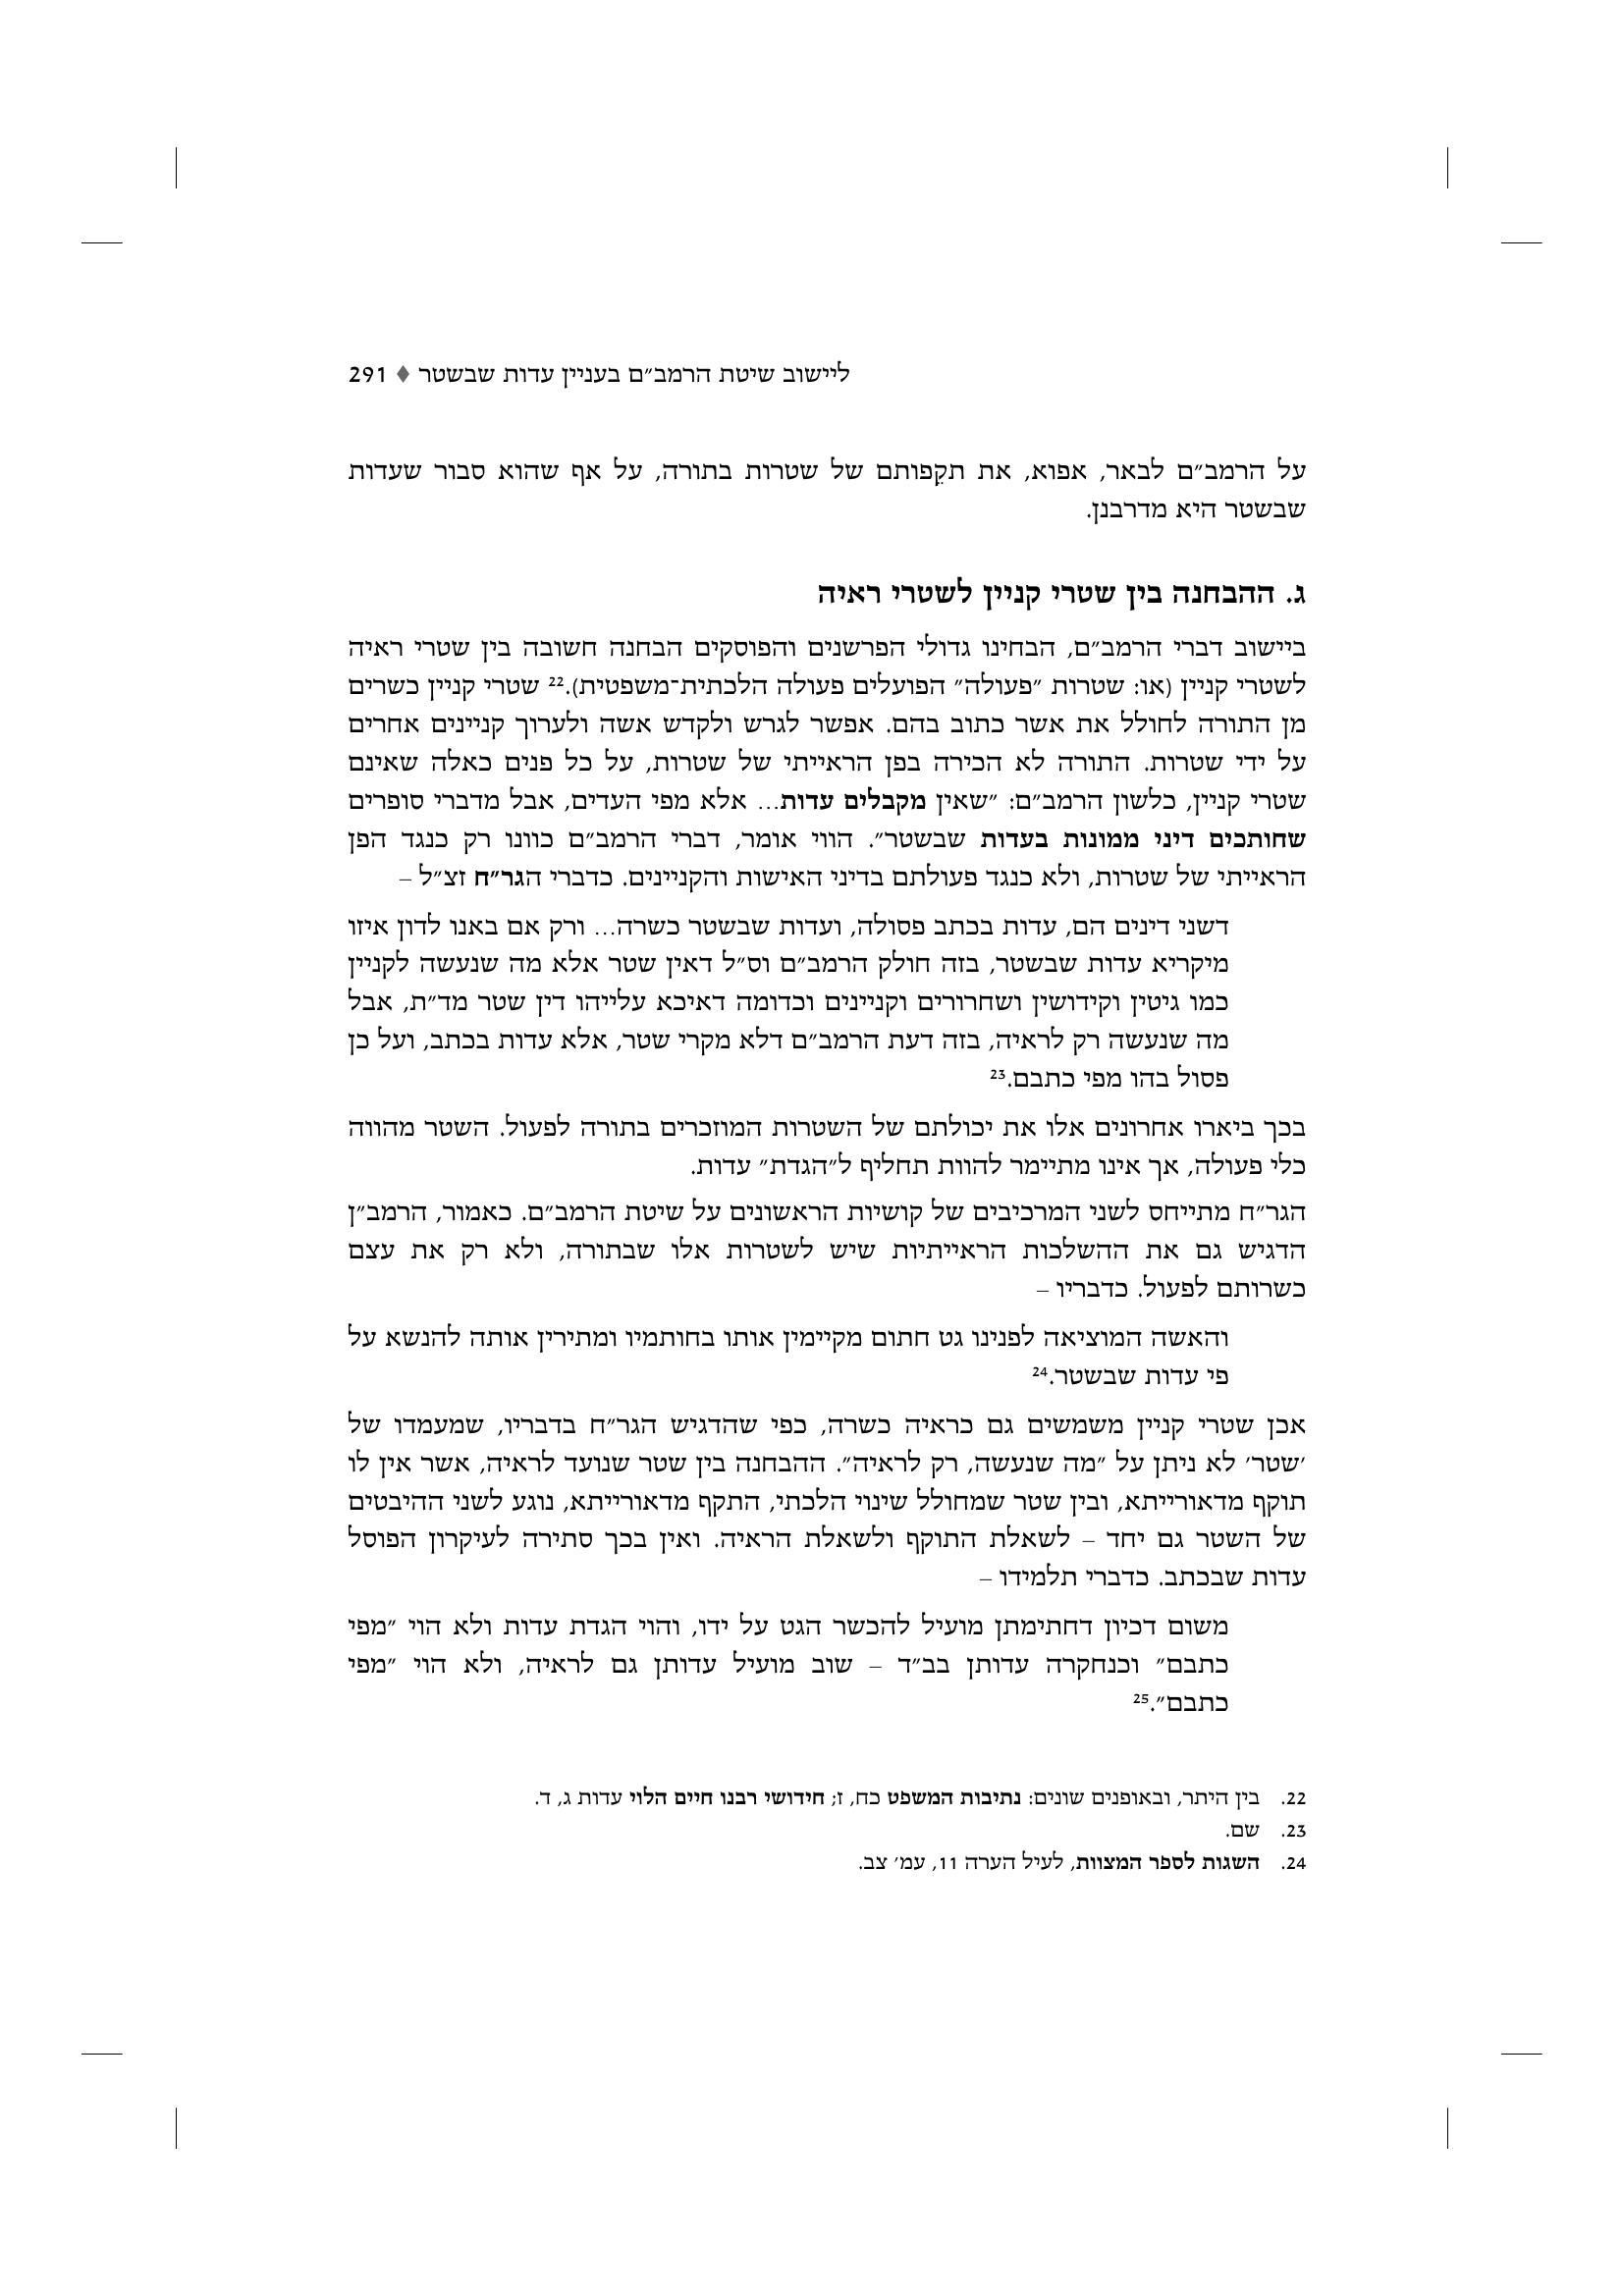 ליישוב שיטת הרמב״ם בעניין עדות שבשטר ♦ 291
על הרמב״ם לבאר, אפוא, את תקֵפותם של שטרות בתורה, על אף שהוא סבור שעדות
שבשטר היא מדרבנן.
ג. ההבחנה בין שטרי קניין לשטרי ראיה
ביישוב דברי הרמב״ם, הבחינו גדולי הפרשנים והפוסקים הבחנה חשובה בין שטרי ראיה
לשטרי קניין (או: שטרות ״פעולה״ הפועלים פעולה הלכתית־משפטית).²² שטרי קניין כשרים
מן התורה לחולל את אשר כתוב בהם. אפשר לגרש ולקדש אשה ולערוך קניינים אחרים
על ידי שטרות. התורה לא הכירה בפן הראייתי של שטרות, על כל פנים כאלה שאינם
שטרי קניין, כלשון הרמב״ם: ״שאין מקבלים עדות... אלא מפי העדים, אבל מדברי סופרים
שחותכים דיני ממונות בעדות שבשטר״. הווי אומר, דברי הרמב״ם כוונו רק כנגד הפן
הראייתי של שטרות, ולא כנגד פעולתם בדיני האישות והקניינים. כדברי הגר״ח זצ״ל –
דשני דינים הם, עדות בכתב פסולה, ועדות שבשטר כשרה... ורק אם באנו לדון איזו
מיקריא עדות שבשטר, בזה חולק הרמב״ם וס״ל דאין שטר אלא מה שנעשה לקניין
כמו גיטין וקידושין ושחרורים וקניינים וכדומה דאיכא עלייהו דין שטר מד״ת, אבל
מה שנעשה רק לראיה, בזה דעת הרמב״ם דלא מקרי שטר, אלא עדות בכתב, ועל כן
פסול בהו מפי כתבם.²³
בכך ביארו אחרונים אלו את יכולתם של השטרות המוזכרים בתורה לפעול. השטר מהווה
כלי פעולה, אך אינו מתיימר להוות תחליף ל״הגדת״ עדות.
הגר״ח מתייחס לשני המרכיבים של קושיות הראשונים על שיטת הרמב״ם. כאמור, הרמב״ן
הדגיש גם את ההשלכות הראייתיות שיש לשטרות אלו שבתורה, ולא רק את עצם
כשרותם לפעול. כדבריו –
והאשה המוציאה לפנינו גט חתום מקיימין אותו בחותמיו ומתירין אותה להנשא על
פי עדות שבשטר.²⁴
אכן שטרי קניין משמשים גם כראיה כשרה, כפי שהדגיש הגר״ח בדבריו, שמעמדו של
׳שטר׳ לא ניתן על ״מה שנעשה, רק לראיה״. ההבחנה בין שטר שנועד לראיה, אשר אין לו
תוקף מדאורייתא, ובין שטר שמחולל שינוי הלכתי, התקף מדאורייתא, נוגע לשני ההיבטים
של השטר גם יחד – לשאלת התוקף ולשאלת הראיה. ואין בכך סתירה לעיקרון הפוסל
עדות שבכתב. כדברי תלמידו –
משום דכיון דחתימתן מועיל להכשר הגט על ידו, והוי הגדת עדות ולא הוי ״מפי
כתבם״ וכנחקרה עדותן בב״ד – שוב מועיל עדותן גם לראיה, ולא הוי ״מפי
כתבם״.²⁵
22. בין היתר, ובאופנים שונים: נתיבות המשפט כח, ז; חידושי רבנו חיים הלוי עדות ג, ד.
23. שם.
24. השגות לספר המצוות, לעיל הערה 11, עמ׳ צב.